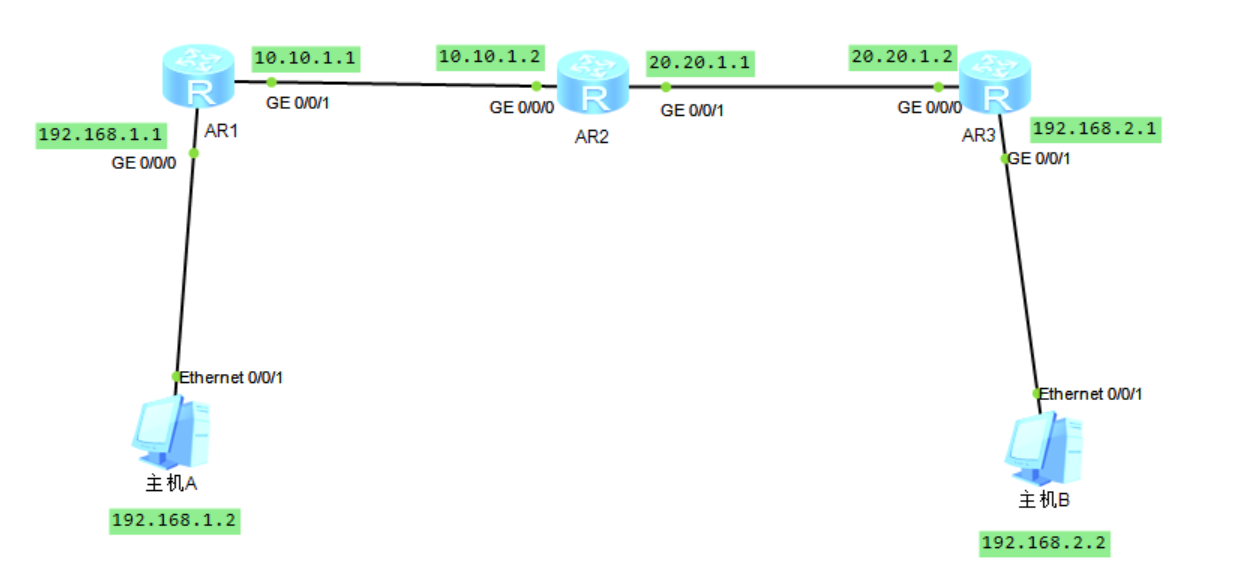 10.10.1.1
10.10.1.2
20.20.1.1
20.20.1.2
R
R
R
GE 0/0/1
GE 0/0/0
GE 0/0/1
GE 0/0/0
AR1
AR2
AR3
192.168.1.1
192.168.2.1
GE 0/0/0
GE 0/0/1
Ethernet 0/0/1
Ethernet 0/0/1
主机A
主机B
192.168.1.2
192.168.2.2